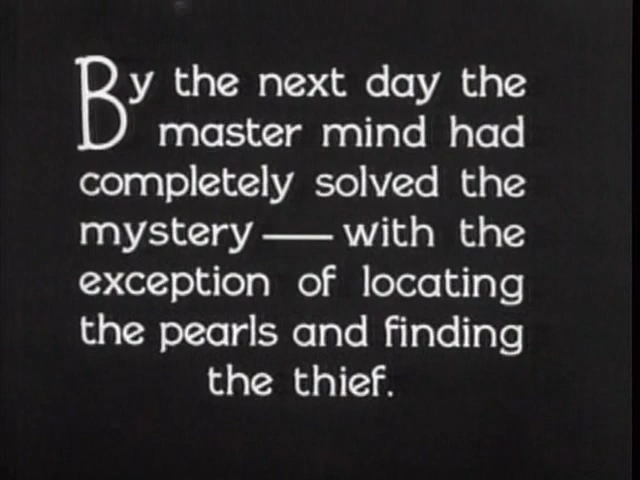 By the next day the
master mind had
completely solved the
mystery — with the
exception of locating
the pearls and finding
the thief.